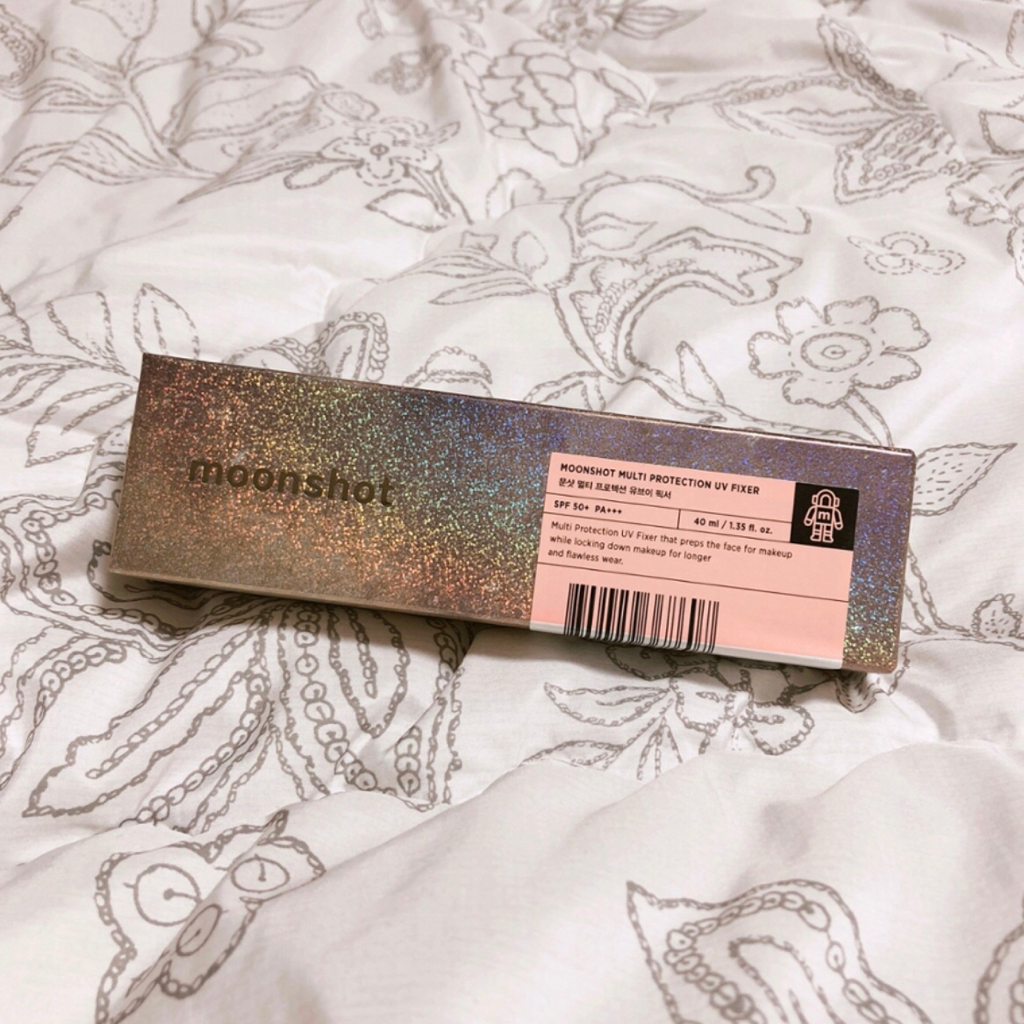 moonshot
MOONSHOT MULTI PROTECTION UV FIXER
문샷 멀티 프로텍션 유브이 픽서
SPF 50+ PA+++
40 ml / 1.35 fl. oz.
Multi Protection UV Fixer that preps the face for makeup
while locking down makeup for longer
and flawless wear.
m